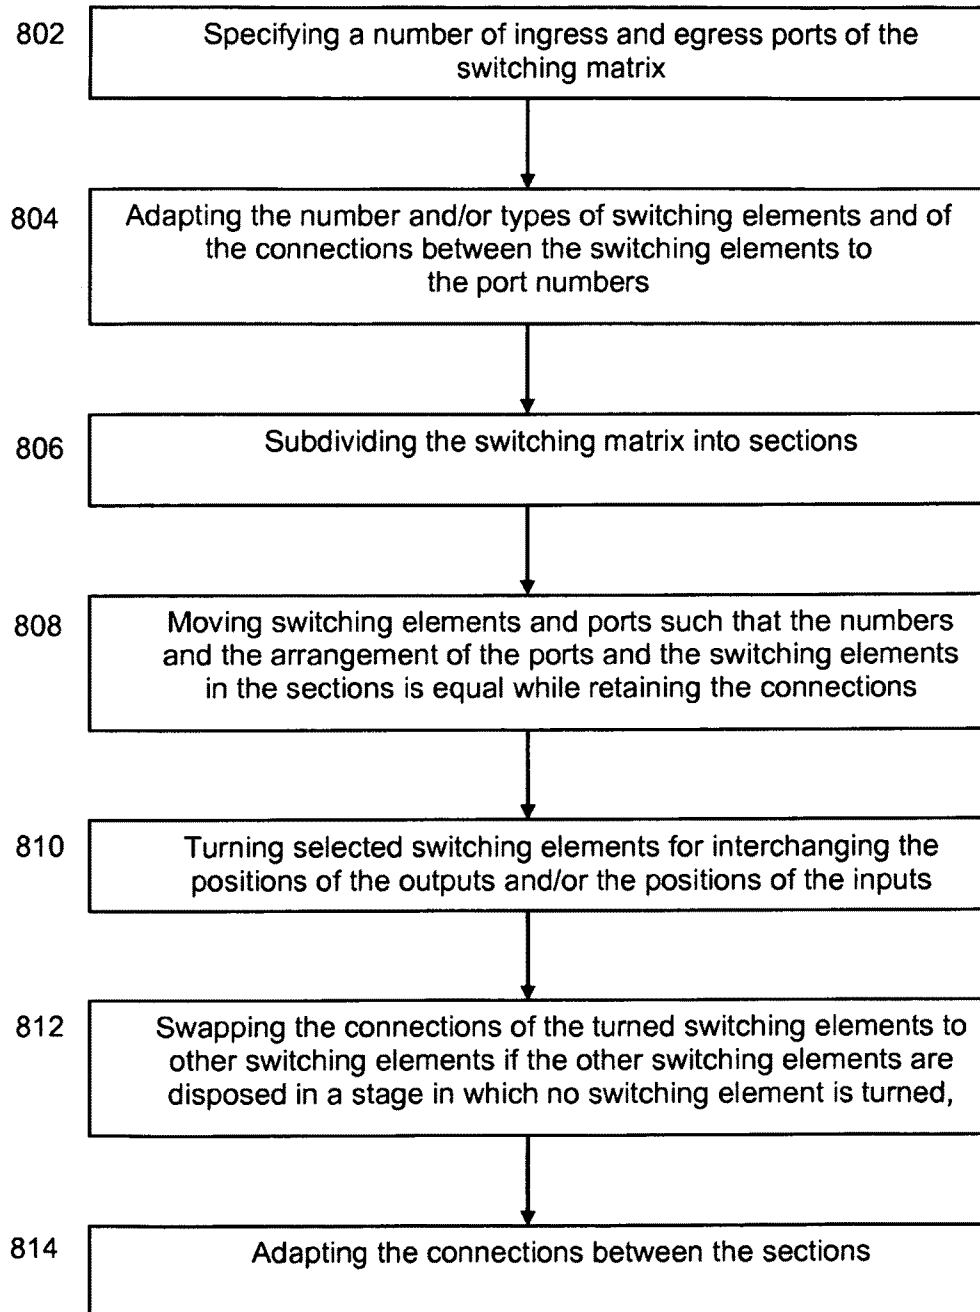 802
Specifying a number of ingress and egress ports of the
switching matrix
804
Adapting the number and/or types of switching elements and of
the connections between the switching elements to
the port numbers
806
Subdividing the switching matrix into sections
808
Moving switching elements and ports such that the numbers
and the arrangement of the ports and the switching elements
in the sections is equal while retaining the connections
810
Turning selected switching elements for interchanging the
positions of the outputs and/or the positions of the inputs
812
Swapping the connections of the turned switching elements to
other switching elements if the other switching elements are
disposed in a stage in which no switching element is turned,
814
Adapting the connections between the sections